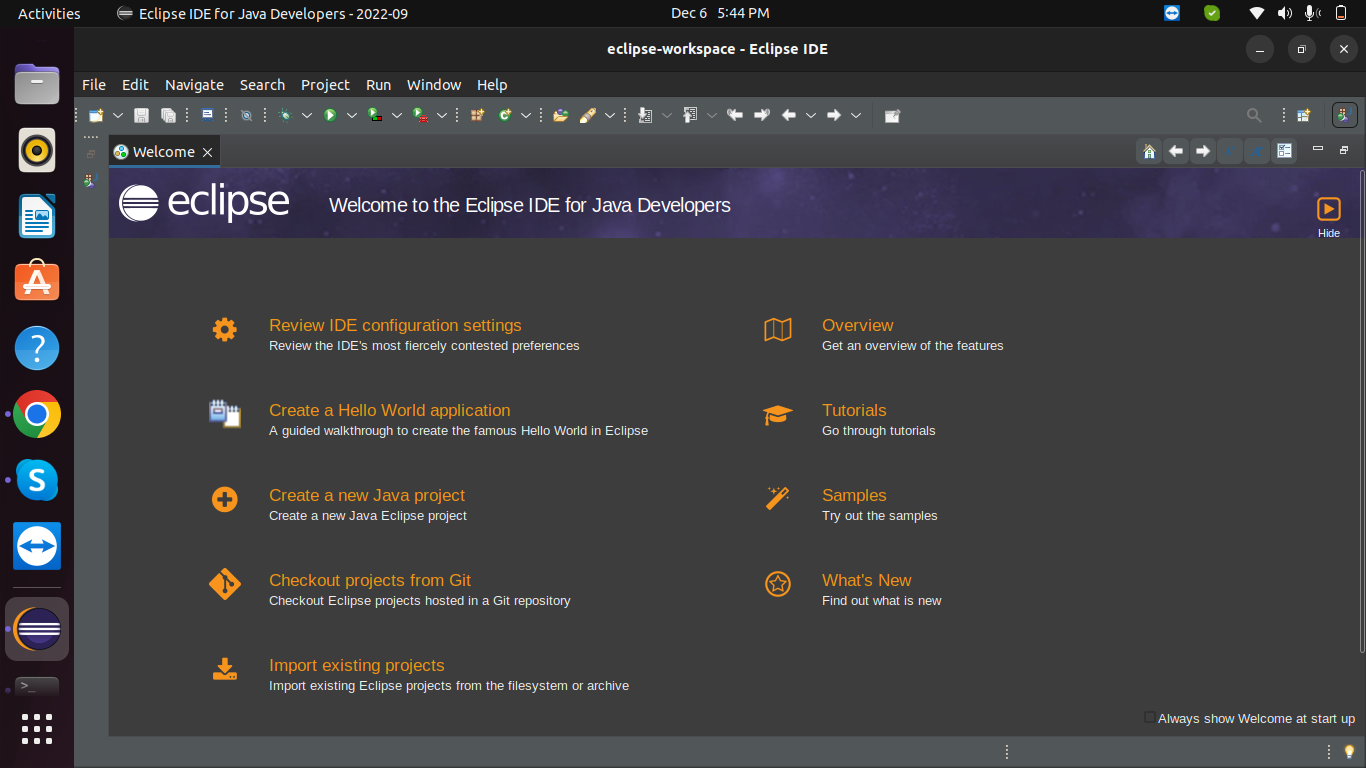 Activities
Eclipse IDE for Java Developers - 2022-09
Dec 6 5:44 PM
eclipse-workspace - Eclipse IDE
File Edit Navigate Search Project Run Window Help
Welcome
eclipse
Welcome to the Eclipse IDE for Java Developers
Hide
Review IDE configuration settings
Review the IDE's most fiercely contested preferences
Create a Hello World application
A guided walkthrough to create the famous Hello World in Eclipse
Create a new Java project
Create a new Java Eclipse project
Checkout projects from Git
Checkout Eclipse projects hosted in a Git repository
Import existing projects
Import existing Eclipse projects from the filesystem or archive
Overview
Get an overview of the features
Tutorials
Go through tutorials
Samples
Try out the samples
What's New
Find out what is new
Always show Welcome at start up